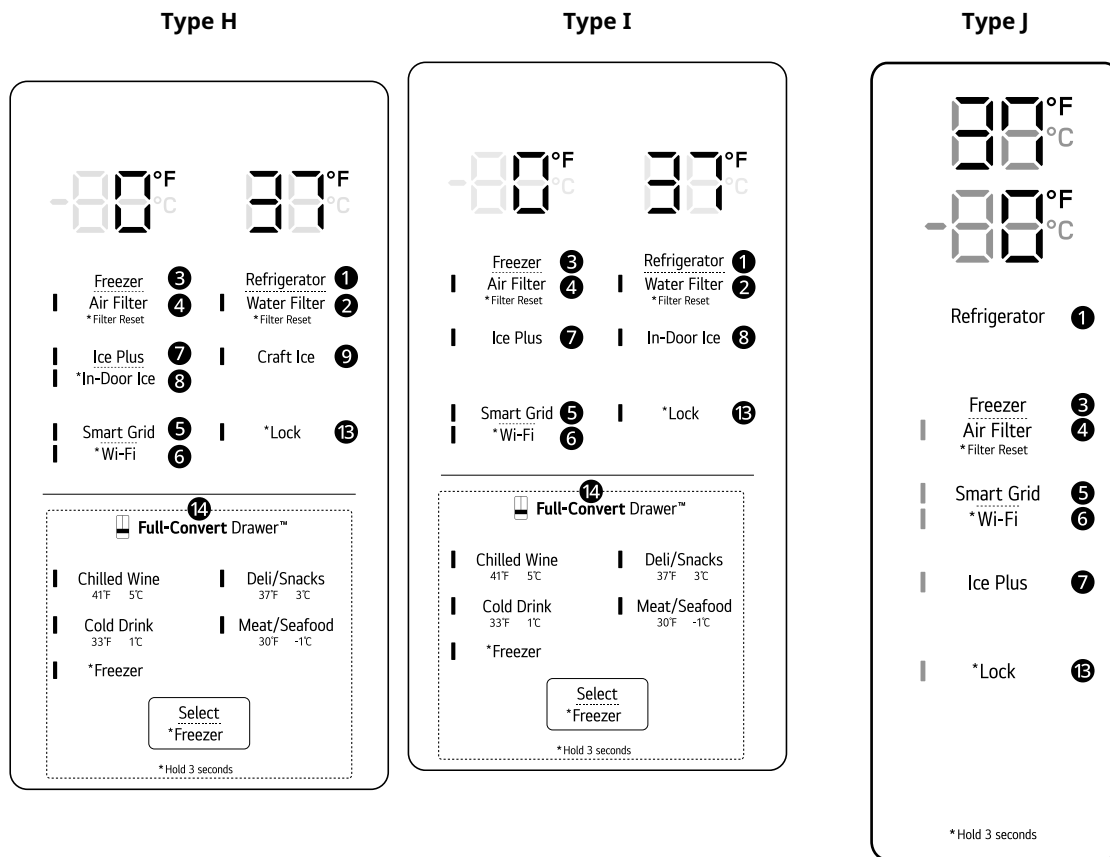 Type H
0 °F °C
37 °F °C
Freezer 3 Refrigerator 1
Air Filter 4 Water Filter 2
*Filter Reset *Filter Reset
Ice Plus 7 Craft Ice 9
*In-Door Ice 8
Smart Grid 5 *Lock 13
*Wi-Fi 6
14
Full-Convert Drawer™
Chilled Wine Deli/Snacks
41°F 5°C 37°F 3°C
Cold Drink Meat/Seafood
33°F 1°C 30°F -1°C
*Freezer
Select
*Freezer
*Hold 3 seconds
Type I
0 °F °C
37 °F °C
Freezer 3 Refrigerator 1
Air Filter 4 Water Filter 2
*Filter Reset *Filter Reset
Ice Plus 7 In-Door Ice 8
Smart Grid 5 *Lock 13
*Wi-Fi 6
14
Full-Convert Drawer™
Chilled Wine Deli/Snacks
41°F 5°C 37°F 3°C
Cold Drink Meat/Seafood
33°F 1°C 30°F -1°C
*Freezer
Select
*Freezer
*Hold 3 seconds
Type J
37 °F °C
0 °F °C
Refrigerator 1
Freezer 3
Air Filter 4
*Filter Reset
Smart Grid 5
*Wi-Fi 6
Ice Plus 7
*Lock 13
*Hold 3 seconds